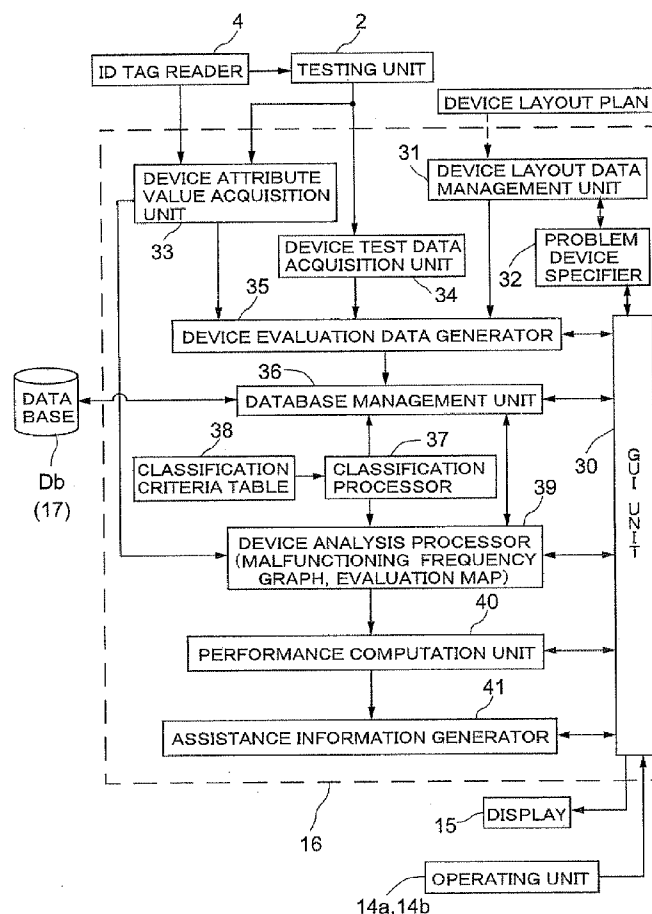 4
2
ID TAG READER
TESTING UNIT
DEVICE LAYOUT PLAN
31
DEVICE ATTRIBUTE
VALUE ACQUISITION
UNIT
33
DEVICE LAYOUT DATA
MANAGEMENT UNIT
DEVICE TEST DATA
ACQUISITION UNIT
34
32
PROBLEM
DEVICE
SPECIFIER
35
DEVICE EVALUATION DATA GENERATOR
36
DATABASE MANAGEMENT UNIT
DATA
BASE
Db
(17)
38
CLASSIFICATION
CRITERIA TABLE
37
CLASSIFICATION
PROCESSOR
30
GUI UNIT
39
DEVICE ANALYSIS PROCESSOR
(MALFUNCTIONING FREQUENCY
GRAPH, EVALUATION MAP)
40
PERFORMANCE COMPUTATION UNIT
41
ASSISTANCE INFORMATION GENERATOR
16
15
DISPLAY
OPERATING UNIT
14a,14b